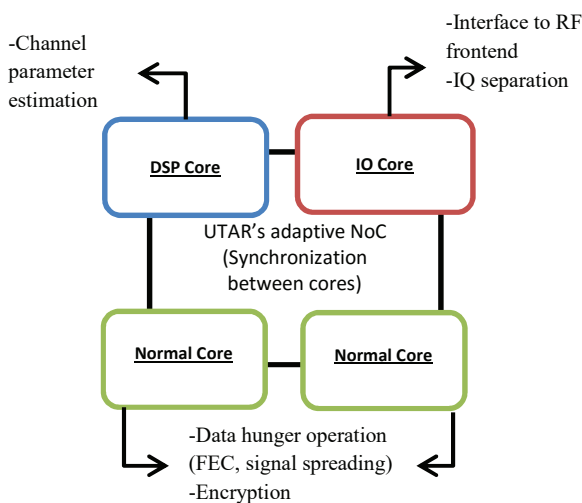 -Channel
parameter
estimation
-Interface to RF
frontend
-IQ separation
DSP Core
IO Core
UTAR's adaptive NoC
(Synchronization
between cores)
Normal Core
Normal Core
-Data hunger operation
(FEC, signal spreading)
-Encryption